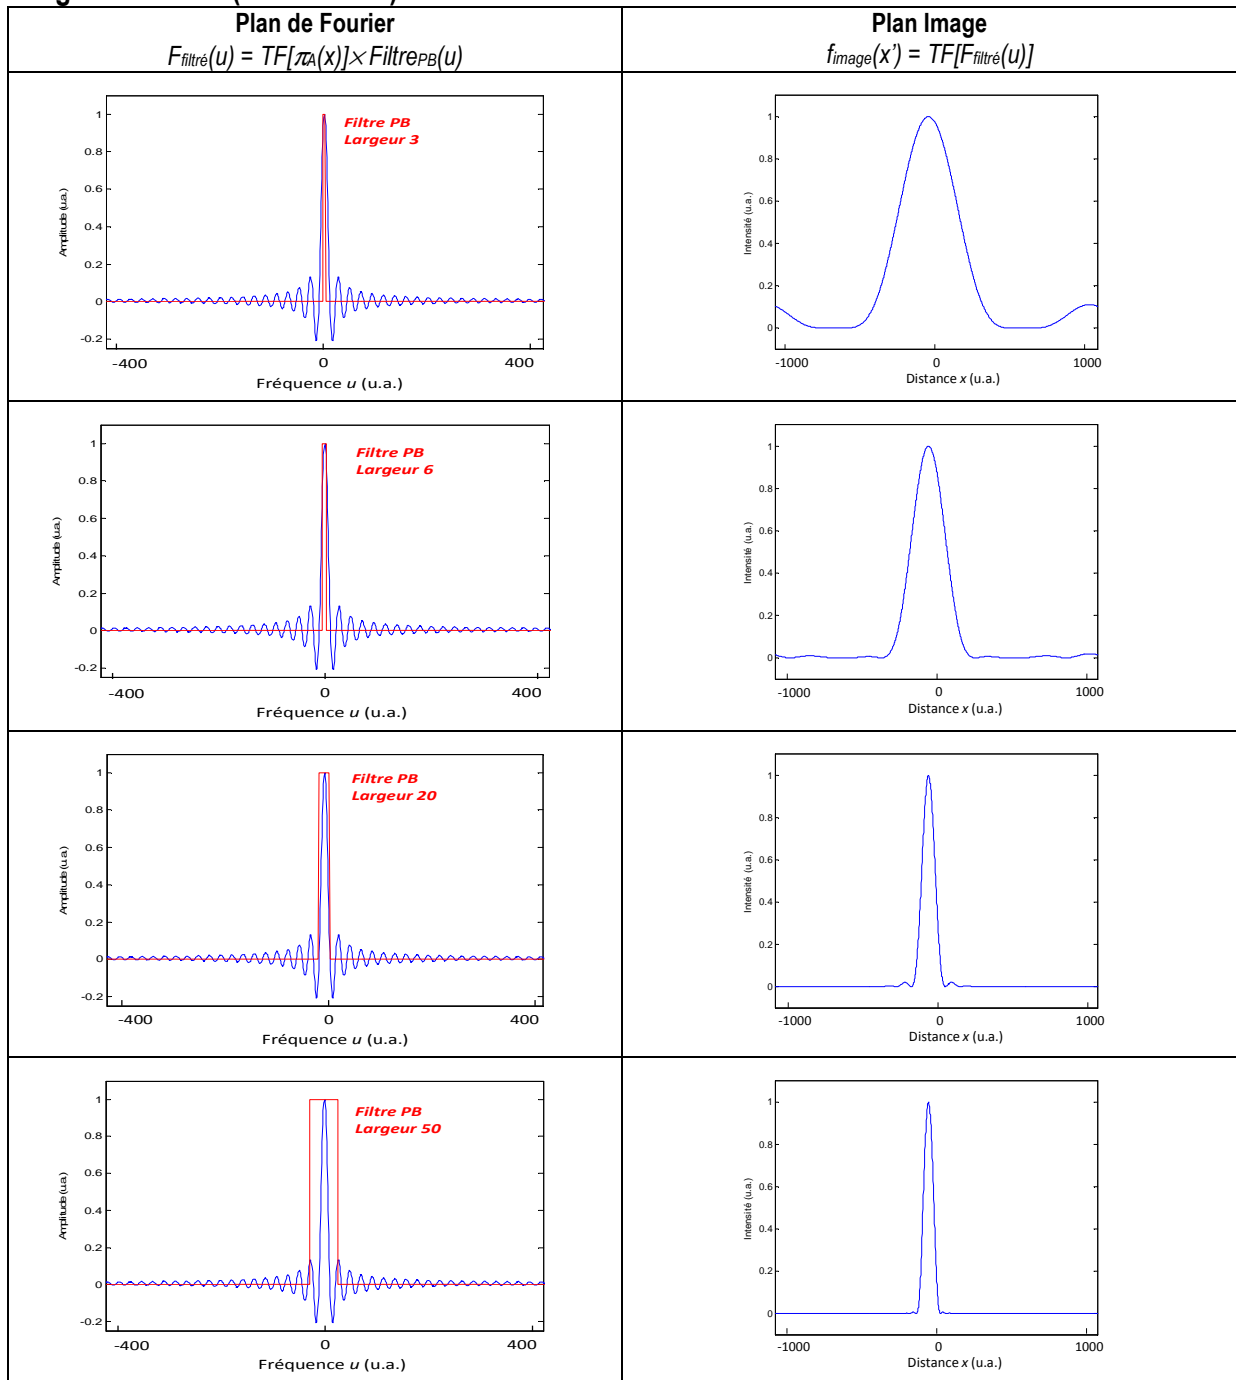 Plan de Fourier
Ffiltré(u) = TF[πA(x)]×FiltrePB(u)
Plan Image
fimage(x') = TF[Ffiltré(u)]
Filtre PB
Largeur 3
Amplitude (u.a.)
1
0.8
0.6
0.4
0.2
0
-0.2
-400
0
400
Fréquence u (u.a.)
Intensité (u.a.)
1
0.8
0.6
0.4
0.2
0
-1000
0
1000
Distance x (u.a.)
Filtre PB
Largeur 6
Amplitude (u.a.)
1
0.8
0.6
0.4
0.2
0
-0.2
-400
0
400
Fréquence u (u.a.)
Intensité (u.a.)
1
0.8
0.6
0.4
0.2
0
-1000
0
1000
Distance x (u.a.)
Filtre PB
Largeur 20
Amplitude (u.a.)
1
0.8
0.6
0.4
0.2
0
-0.2
-400
0
400
Fréquence u (u.a.)
Intensité (u.a.)
1
0.8
0.6
0.4
0.2
0
-1000
0
1000
Distance x (u.a.)
Filtre PB
Largeur 50
Amplitude (u.a.)
1
0.8
0.6
0.4
0.2
0
-0.2
-400
0
400
Fréquence u (u.a.)
Intensité (u.a.)
1
0.8
0.6
0.4
0.2
0
-1000
0
1000
Distance x (u.a.)